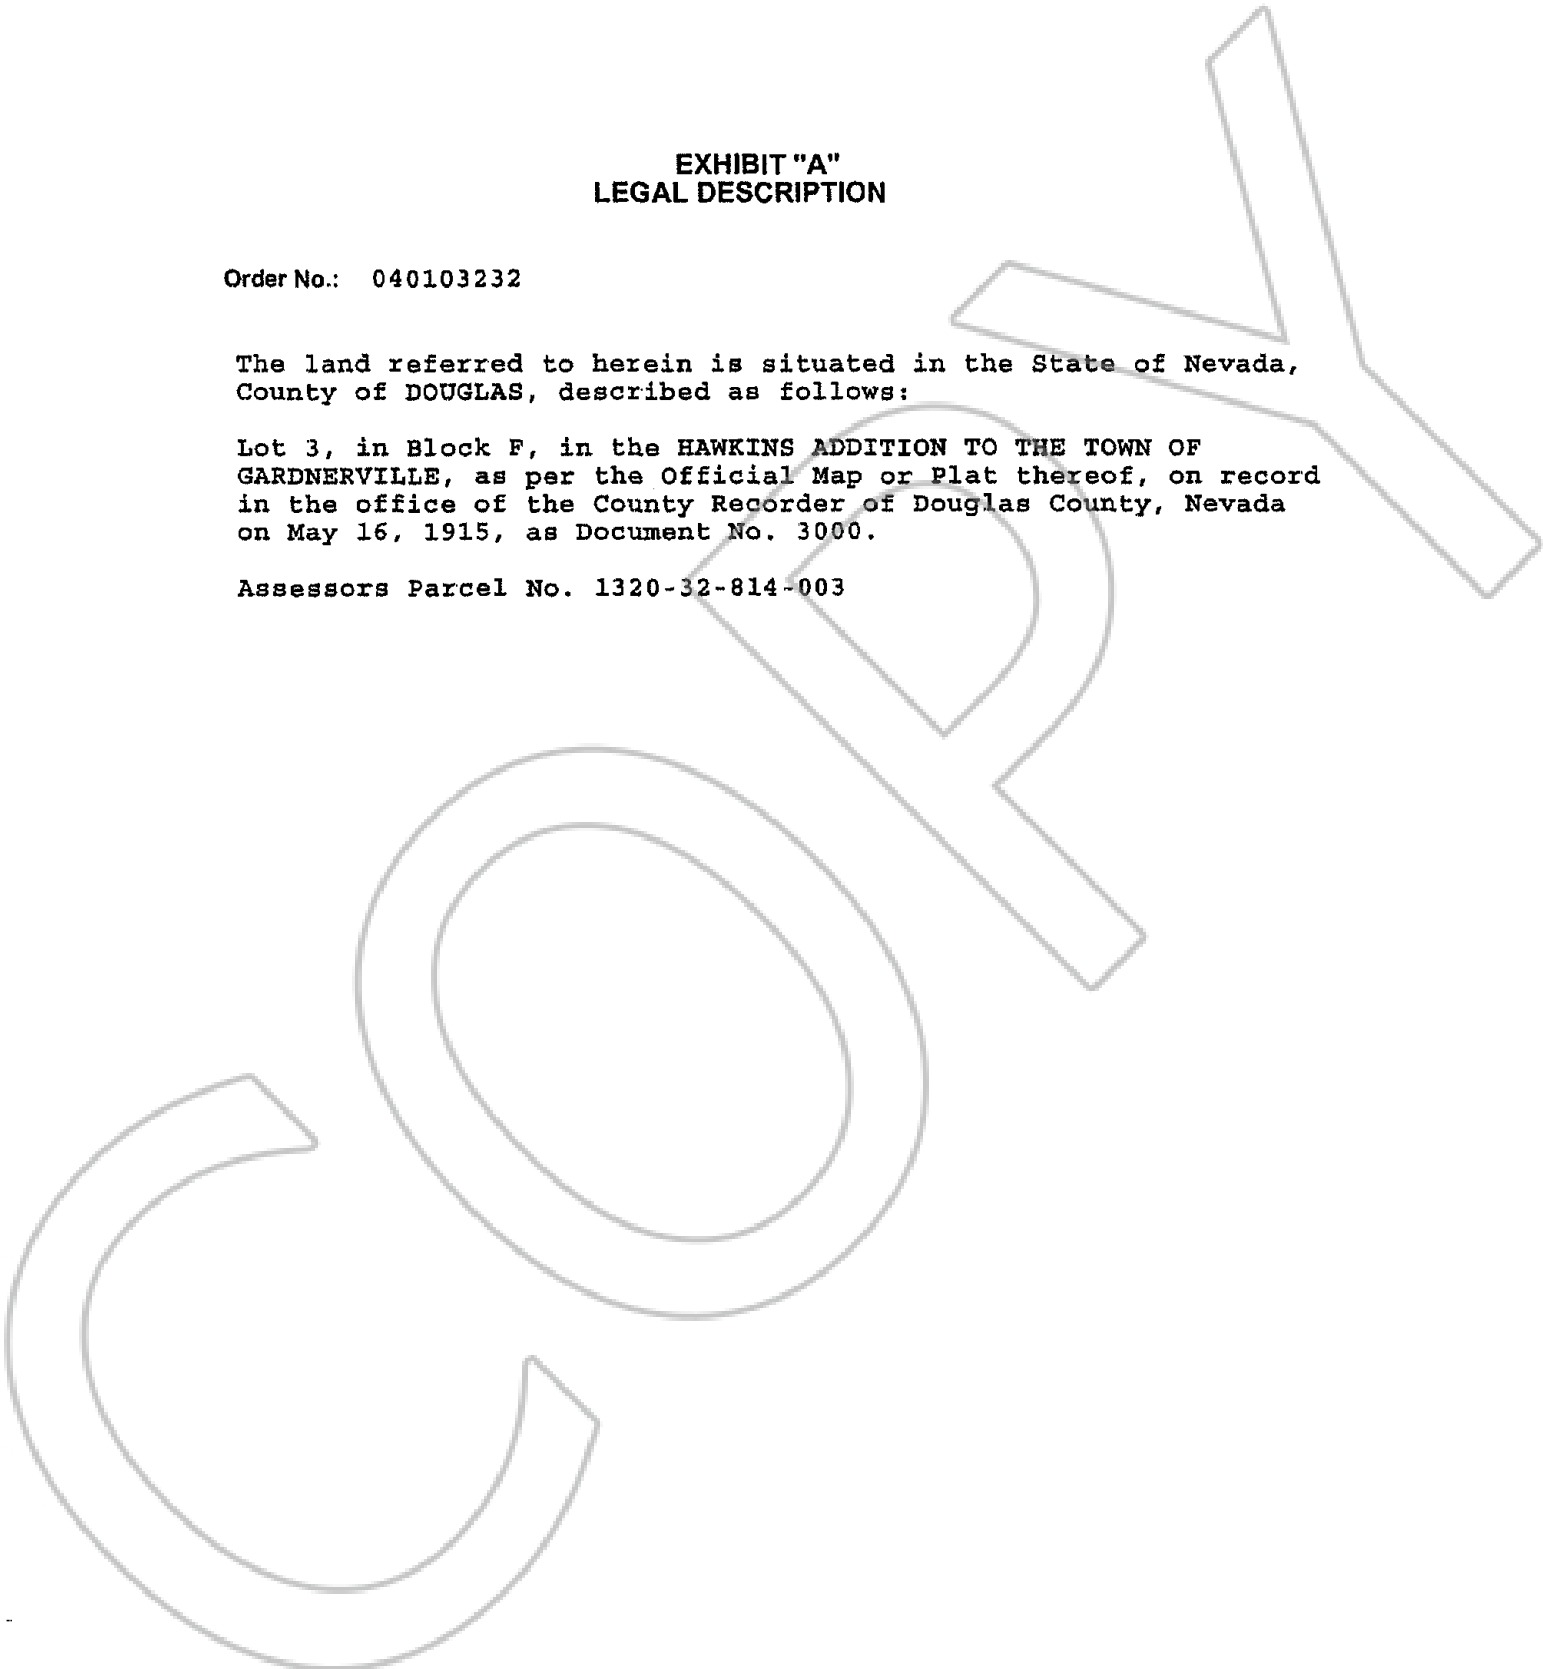 EXHIBIT "A"
LEGAL DESCRIPTION
Order No.: 040103232
The land referred to herein is situated in the State of Nevada,
County of DOUGLAS, described as follows:
Lot 3, in Block F, in the HAWKINS ADDITION TO THE TOWN OF
GARDNERVILLE, as per the Official Map or Plat thereof, on record
in the office of the County Recorder of Douglas County, Nevada
on May 16, 1915, as Document No. 3000.
Assessors Parcel No. 1320-32-814-003
COPY